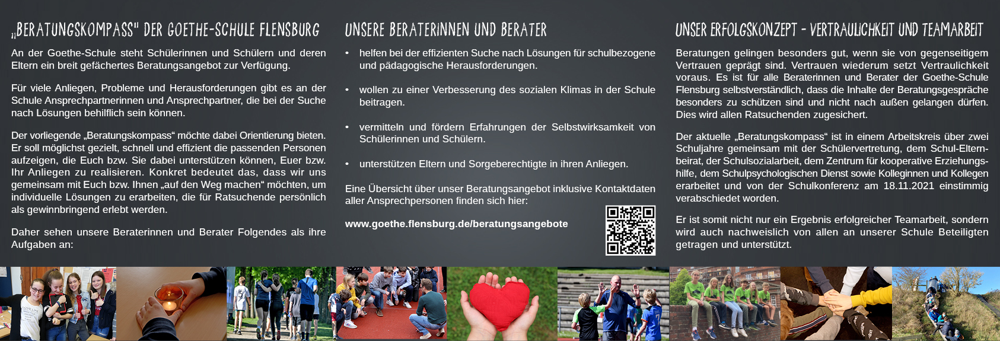 „BERATUNGSKOMPASS" DER GOETHE-SCHULE FLENSBURG
An der Goethe-Schule steht Schülerinnen und Schülern und deren
Eltern ein breit gefächertes Beratungsangebot zur Verfügung.
Für viele Anliegen, Probleme und Herausforderungen gibt es an der
Schule Ansprechpartnerinnen und Ansprechpartner, die bei der Suche
nach Lösungen behilflich sein können.
Der vorliegende „Beratungskompass“ möchte dabei Orientierung bieten.
Er soll möglichst gezielt, schnell und effizient die passenden Personen
aufzeigen, die Euch bzw. Sie dabei unterstützen können, Euer bzw.
Ihr Anliegen zu realisieren. Konkret bedeutet das, dass wir uns
gemeinsam mit Euch bzw. Ihnen „auf den Weg machen“ möchten, um
individuelle Lösungen zu erarbeiten, die für Ratsuchende persönlich
als gewinnbringend erlebt werden.
Daher sehen unsere Beraterinnen und Berater Folgendes als ihre
Aufgaben an:
UNSERE BERATERINNEN UND BERATER
• helfen bei der effizienten Suche nach Lösungen für schulbezogene
und pädagogische Herausforderungen.
• wollen zu einer Verbesserung des sozialen Klimas in der Schule
beitragen.
• vermitteln und fördern Erfahrungen der Selbstwirksamkeit von
Schülerinnen und Schülern.
• unterstützen Eltern und Sorgeberechtigte in ihren Anliegen.
Eine Übersicht über unser Beratungsangebot inklusive Kontaktdaten
aller Ansprechpersonen finden sich hier:
www.goethe.flensburg.de/beratungsangebote
UNSER ERFOLGSKONZEPT - VERTRAULICHKEIT UND TEAMARBEIT
Beratungen gelingen besonders gut, wenn sie von gegenseitigem
Vertrauen geprägt sind. Vertrauen wiederum setzt Vertraulichkeit
voraus. Es ist für alle Beraterinnen und Berater der Goethe-Schule
Flensburg selbstverständlich, dass die Inhalte der Beratungsgespräche
besonders zu schützen sind und nicht nach außen gelangen dürfen.
Dies wird allen Ratsuchenden zugesichert.
Der aktuelle „Beratungskompass“ ist in einem Arbeitskreis über zwei
Schuljahre gemeinsam mit der Schülervertretung, dem Schul-Eltern-
beirat, der Schulsozialarbeit, dem Zentrum für kooperative Erziehungs-
hilfe, dem Schulpsychologischen Dienst sowie Kolleginnen und Kollegen
erarbeitet und von der Schulkonferenz am 18.11.2021 einstimmig
verabschiedet worden.
Er ist somit nicht nur ein Ergebnis erfolgreicher Teamarbeit, sondern
wird auch nachweislich von allen an unserer Schule Beteiligten
getragen und unterstützt.